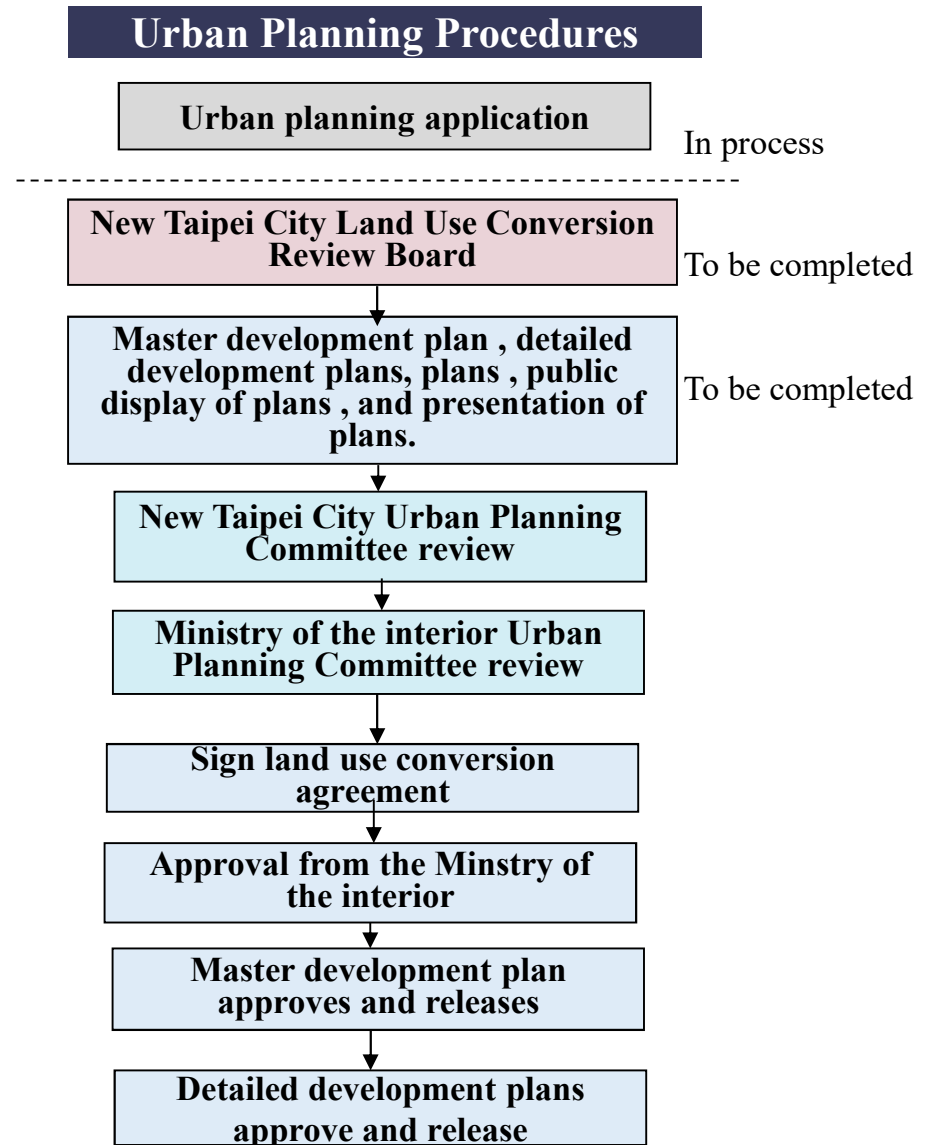 Urban Planning Procedures
Urban planning application
In process
New Taipei City Land Use Conversion
Review Board
To be completed
Master development plan , detailed
development plans, plans , public
display of plans , and presentation of
plans.
To be completed
New Taipei City Urban Planning
Committee review
Ministry of the interior Urban
Planning Committee review
Sign land use conversion
agreement
Approval from the Minstry of
the interior
Master development plan
approves and releases
Detailed development plans
approve and release